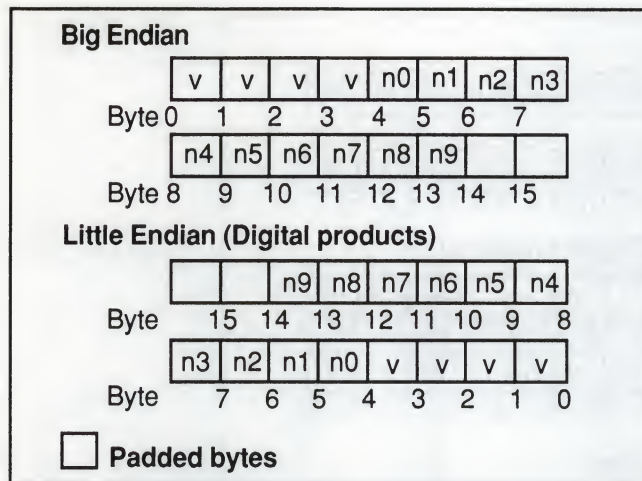 Big Endian
v v v v n0 n1 n2 n3
Byte 0 1 2 3 4 5 6 7
n4 n5 n6 n7 n8 n9
Byte 8 9 10 11 12 13 14 15
Little Endian (Digital products)
n9 n8 n7 n6 n5 n4
Byte 15 14 13 12 11 10 9 8
n3 n2 n1 n0 v v v v
Byte 7 6 5 4 3 2 1 0
Padded bytes